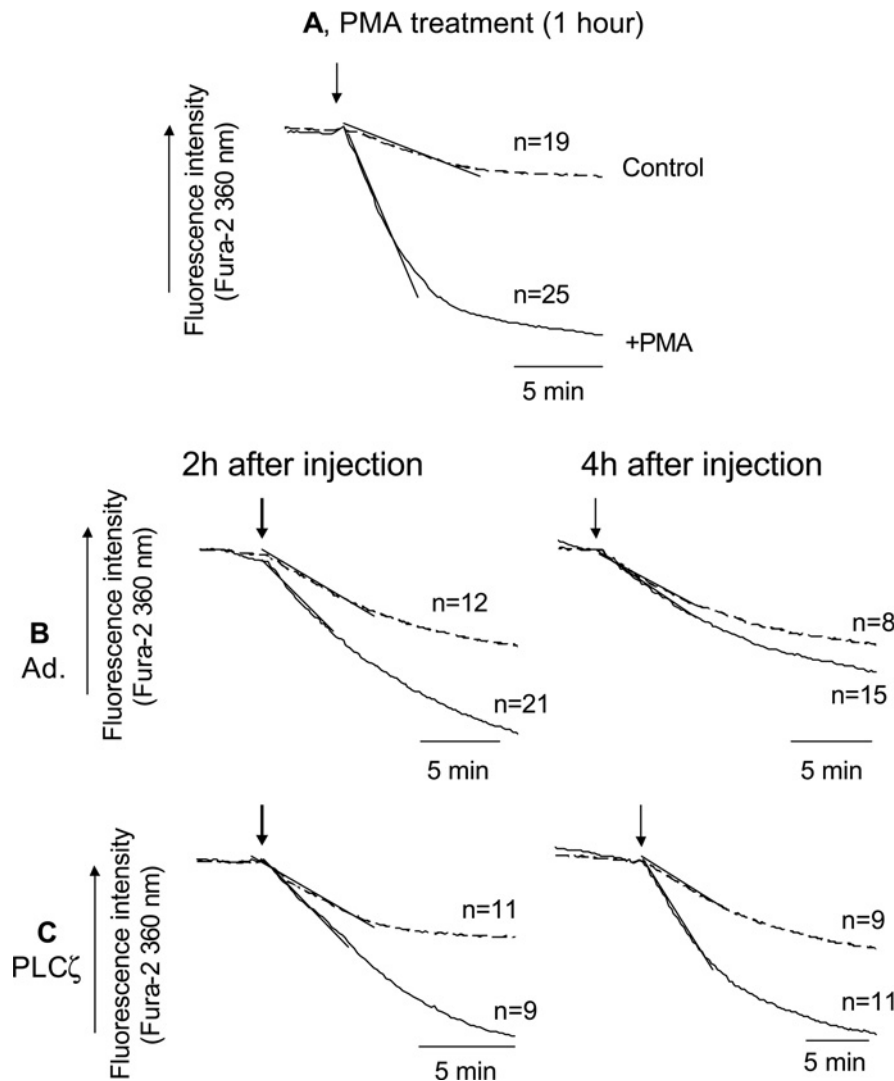 A, PMA treatment (1 hour)
Fluorescence intensity
(Fura-2 360 nm)
n=19
Control
n=25
+PMA
5 min
2h after injection
4h after injection
B
Ad.
Fluorescence intensity
(Fura-2 360 nm)
n=12
n=21
5 min
n=8
n=15
5 min
C
PLCζ
Fluorescence intensity
(Fura-2 360 nm)
n=11
n=9
5 min
n=9
n=11
5 min